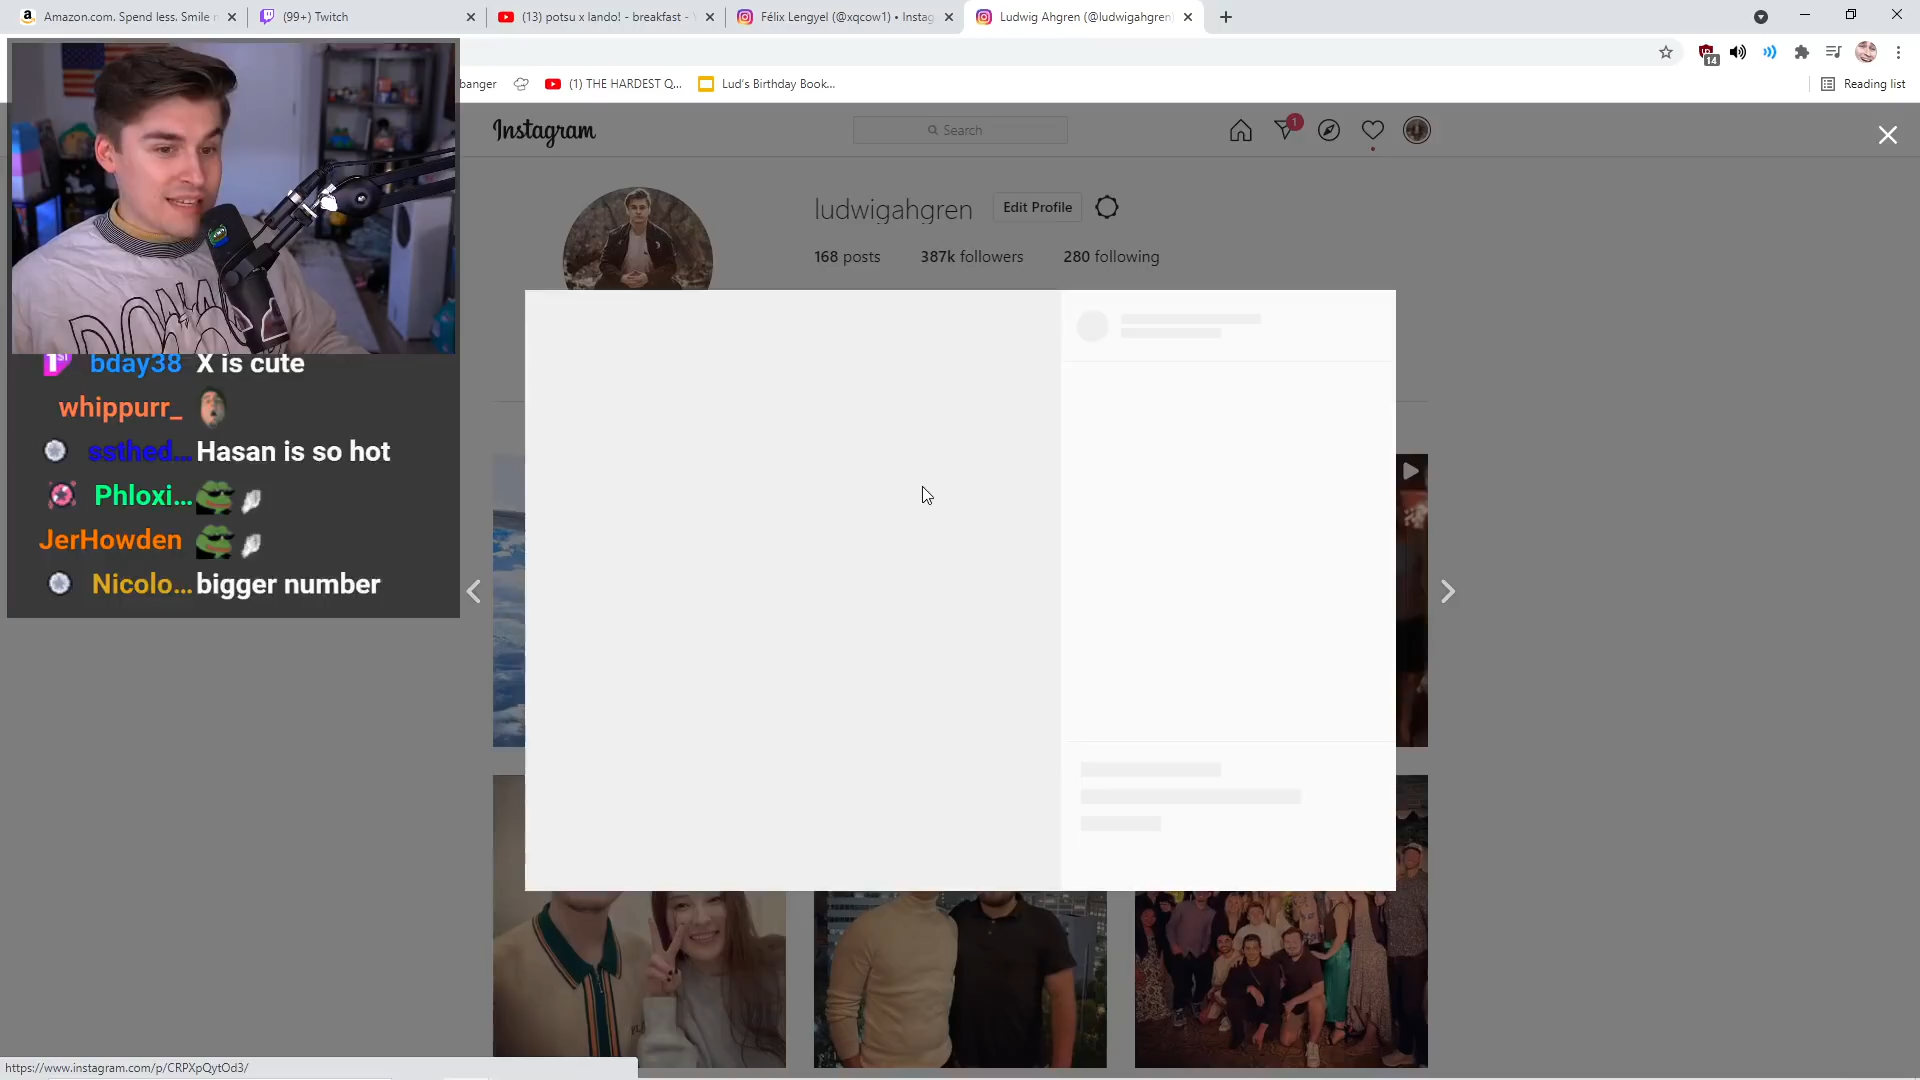 Amazon.com. Spend less. Smile
(99+) Twitch
(13) potsu x lando! - breakfast -
Félix Lengyel (@xqcow1) • Instag
Ludwig Ahgren (@ludwigahgren)
banger
(1) THE HARDEST Q...
Lud's Birthday Book...
14
Reading list
Instagram
Search
1
ludwigahgren
Edit Profile
168 posts
387k followers
280 following
bday38 X is cute
whippurr_
ssthed... Hasan is so hot
Phloxi...
JerHowden
Nicolo... bigger number
https://www.instagram.com/p/CRPXpQytOd3/